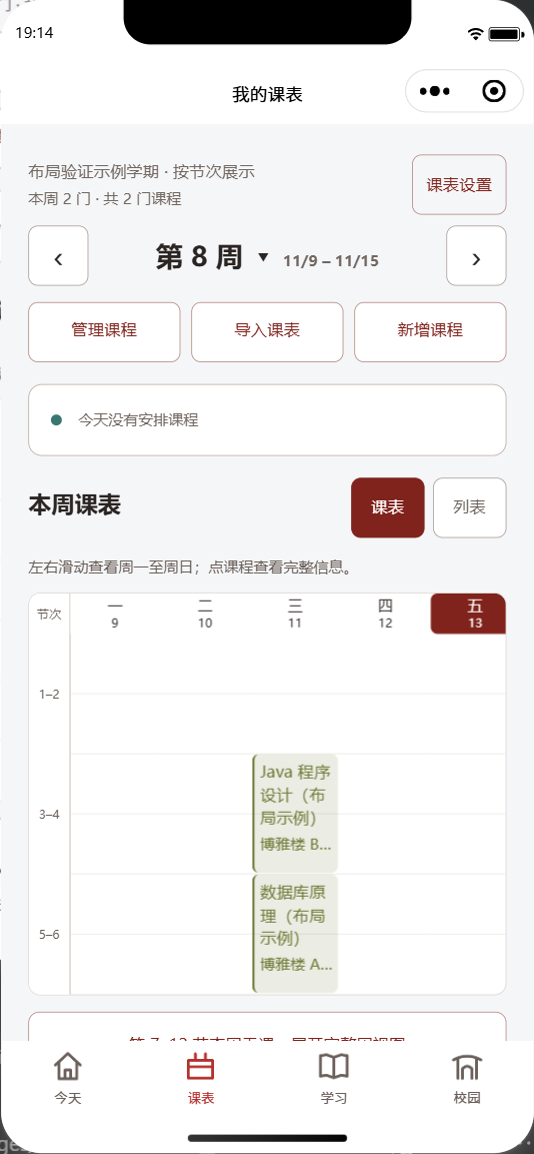 19:14
我的课表
布局验证示例学期 · 按节次展示
本周 2 门 · 共 2 门课程
课表设置
‹ 第 8 周 ▼ 11/9 – 11/15 ›
管理课程 导入课表 新增课程
今天没有安排课程
本周课表
课表 列表
左右滑动查看周一至周日；点课程查看完整信息。
节次 一 二 三 四 五
9 10 11 12 13
1–2
Java 程序
设计（布
局示例）
博雅楼 B...
3–4
数据库原
理（布局
示例）
博雅楼 A...
5–6
今天 课表 学习 校园